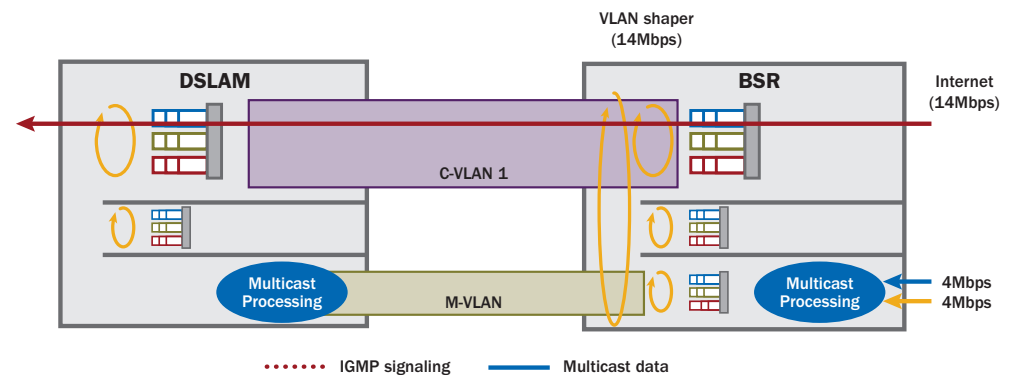 VLAN shaper
(14Mbps)
DSLAM
BSR
Internet
(14Mbps)
C-VLAN 1
Multicast
Processing
M-VLAN
Multicast
Processing
4Mbps
4Mbps
IGMP signaling
Multicast data